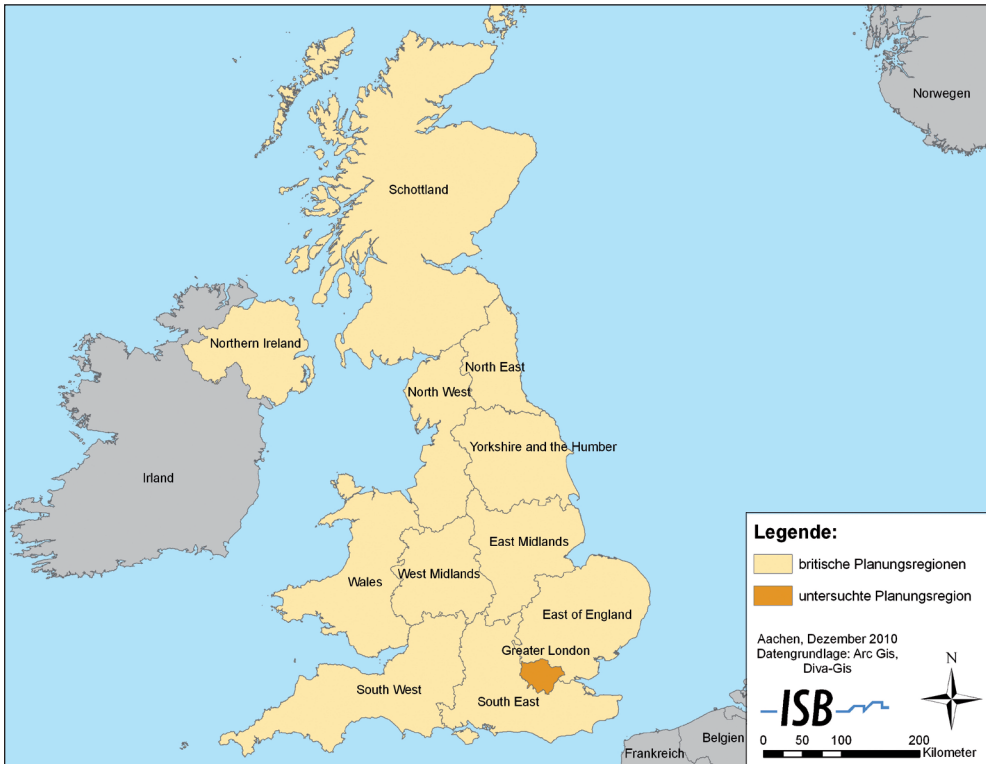 Norwegen
Schottland
Northern Ireland
North East
North West
Yorkshire and the Humber
Irland
East Midlands
West Midlands
Wales
East of England
Greater London
South West
South East
Frankreich
Belgien
Legende:
britische Planungsregionen
untersuchte Planungsregion
Aachen, Dezember 2010
Datengrundlage: Arc Gis,
Diva-Gis
N
ISB
0 50 100 200
Kilometer